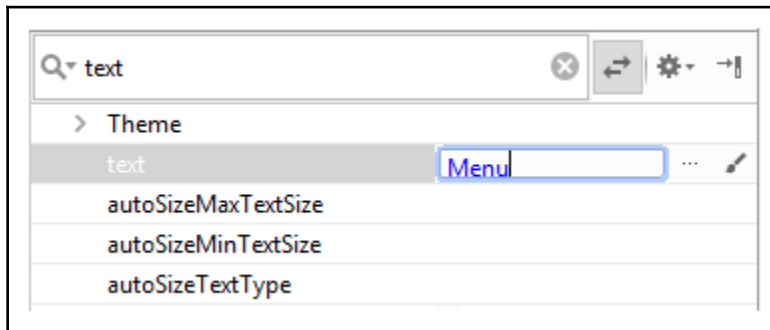 text
Theme
text Menu ...
autoSizeMaxTextSize
autoSizeMinTextSize
autoSizeTextType